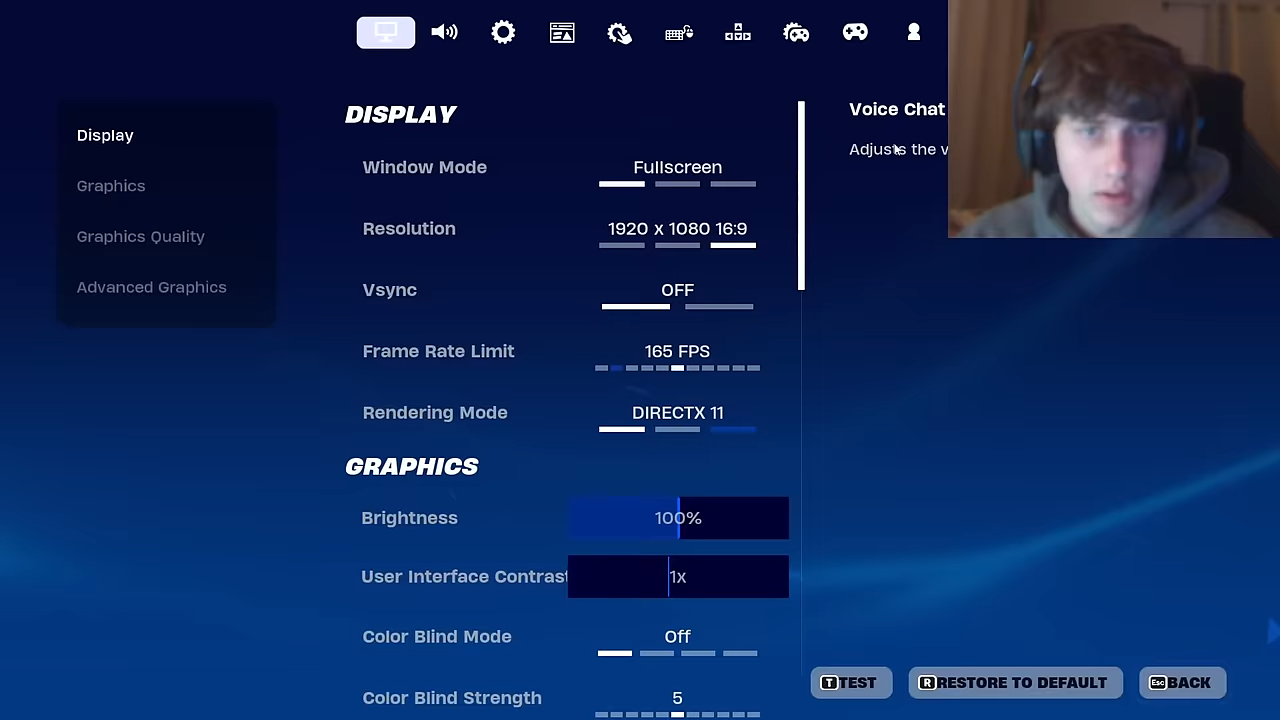 Display
Graphics
Graphics Quality
Advanced Graphics
DISPLAY
Window Mode Fullscreen
Resolution 1920 x 1080 16:9
Vsync OFF
Frame Rate Limit 165 FPS
Rendering Mode DIRECTX 11
GRAPHICS
Brightness 100%
User Interface Contrast 1x
Color Blind Mode Off
Color Blind Strength 5
Voice Chat
Adjusts the v
T TEST
R RESTORE TO DEFAULT
Esc BACK